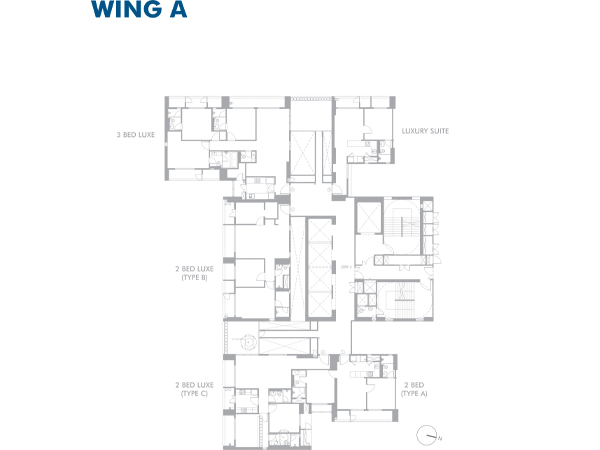 WING A
3 BED LUXE
LUXURY SUITE
2 BED LUXE
(TYPE B)
2 BED LUXE
(TYPE C)
2 BED
(TYPE A)
N